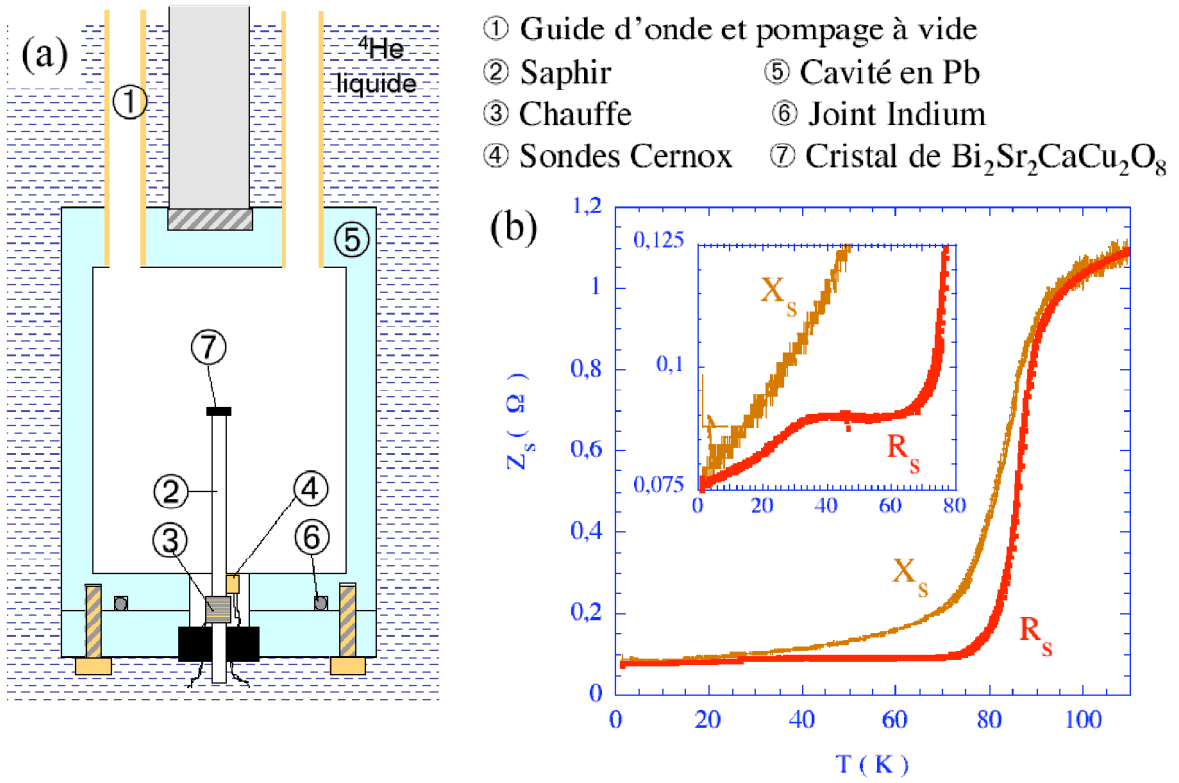 (a)
⁴He
liquide
①
⑤
⑦
②
④
③
⑥
① Guide d'onde et pompage à vide
② Saphir ⑤ Cavité en Pb
③ Chauffe ⑥ Joint Indium
④ Sondes Cernox ⑦ Cristal de Bi₂Sr₂CaCu₂O₈
(b)
1,2
1
0,8
0,6
0,4
0,2
0
Z_s ( Ω )
0,125
0,1
0,075
0 20 40 60 80
X_s
R_s
X_s
R_s
0 20 40 60 80 100
T ( K )